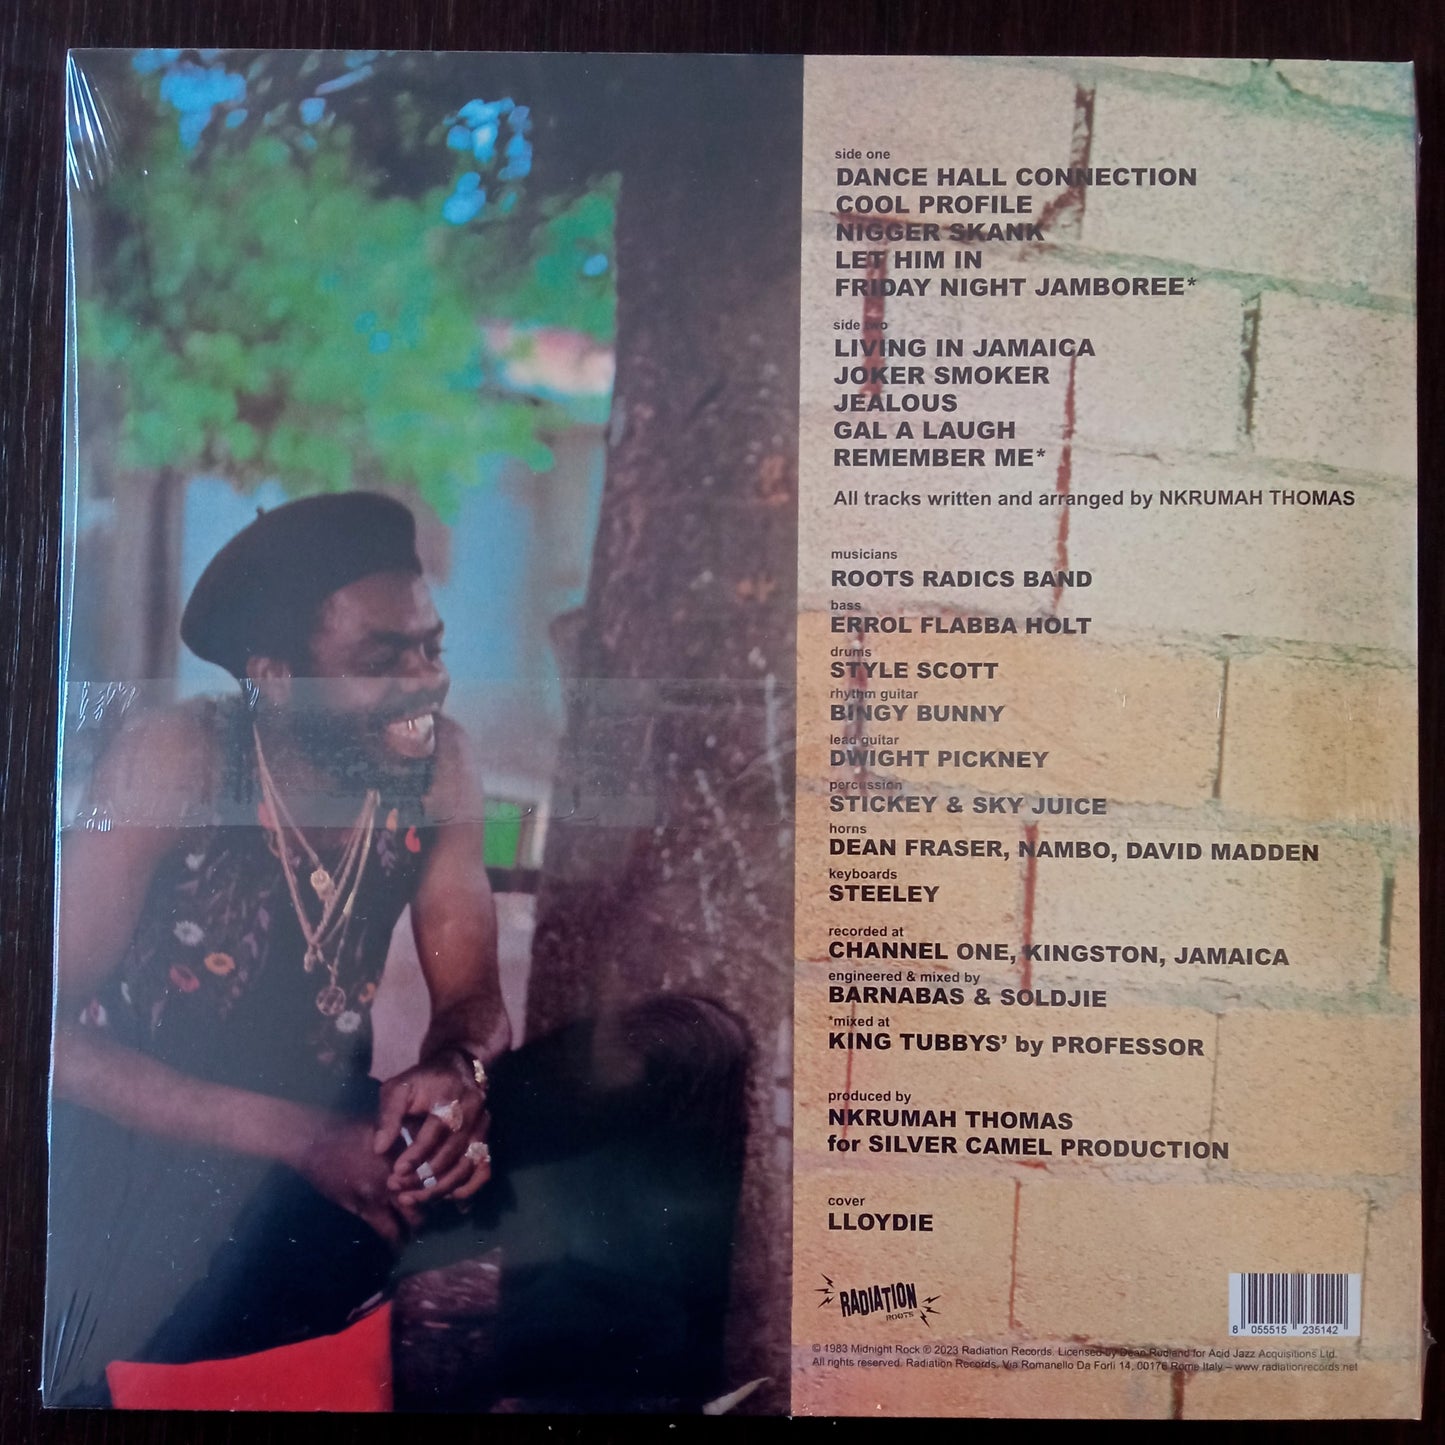 side one
DANCE HALL CONNECTION
COOL PROFILE
NIGGER SKANK
LET HIM IN
FRIDAY NIGHT JAMBOREE*
side two
LIVING IN JAMAICA
JOKER SMOKER
JEALOUS
GAL A LAUGH
REMEMBER ME*
All tracks written and arranged by NKRUMAH THOMAS
musicians
ROOTS RADICS BAND
bass
ERROL FLABBA HOLT
drums
STYLE SCOTT
rhythm guitar
BINGY BUNNY
lead guitar
DWIGHT PICKNEY
percussion
STICKEY & SKY JUICE
horns
DEAN FRASER, NAMBO, DAVID MADDEN
keyboards
STEELEY
recorded at
CHANNEL ONE, KINGSTON, JAMAICA
engineered & mixed by
BARNABAS & SOLDJIE
*mixed at
KING TUBBYS’ by PROFESSOR
produced by
NKRUMAH THOMAS
for SILVER CAMEL PRODUCTION
cover
LLOYDIE
RADIATION
ROOTS
8 055515 235142
© 1983 Midnight Rock ℗ 2023 Radiation Records. Licensed by Dean Rudland for Acid Jazz Acquisitions Ltd.
All rights reserved. Radiation Records. Via Romanello Da Forlì 14, 00176 Rome Italy – www.radiationrecords.net